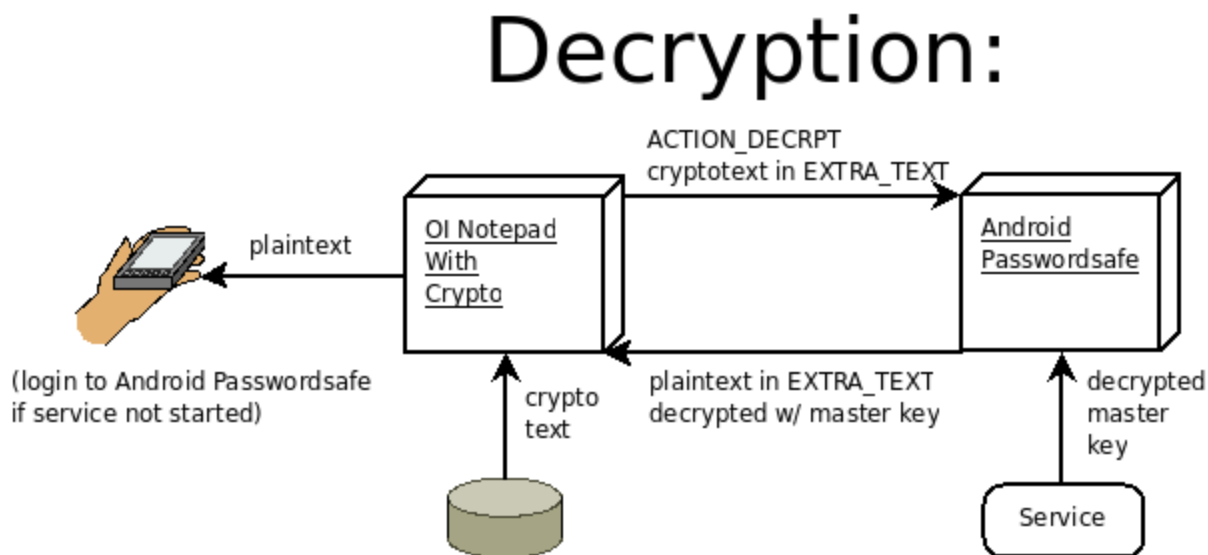 Decryption:
ACTION_DECRPT
cryptotext in EXTRA_TEXT
OI Notepad
With
Crypto
Android
Passwordsafe
plaintext
(login to Android Passwordsafe
if service not started)
crypto
text
plaintext in EXTRA_TEXT
decrypted w/ master key
decrypted
master
key
Service